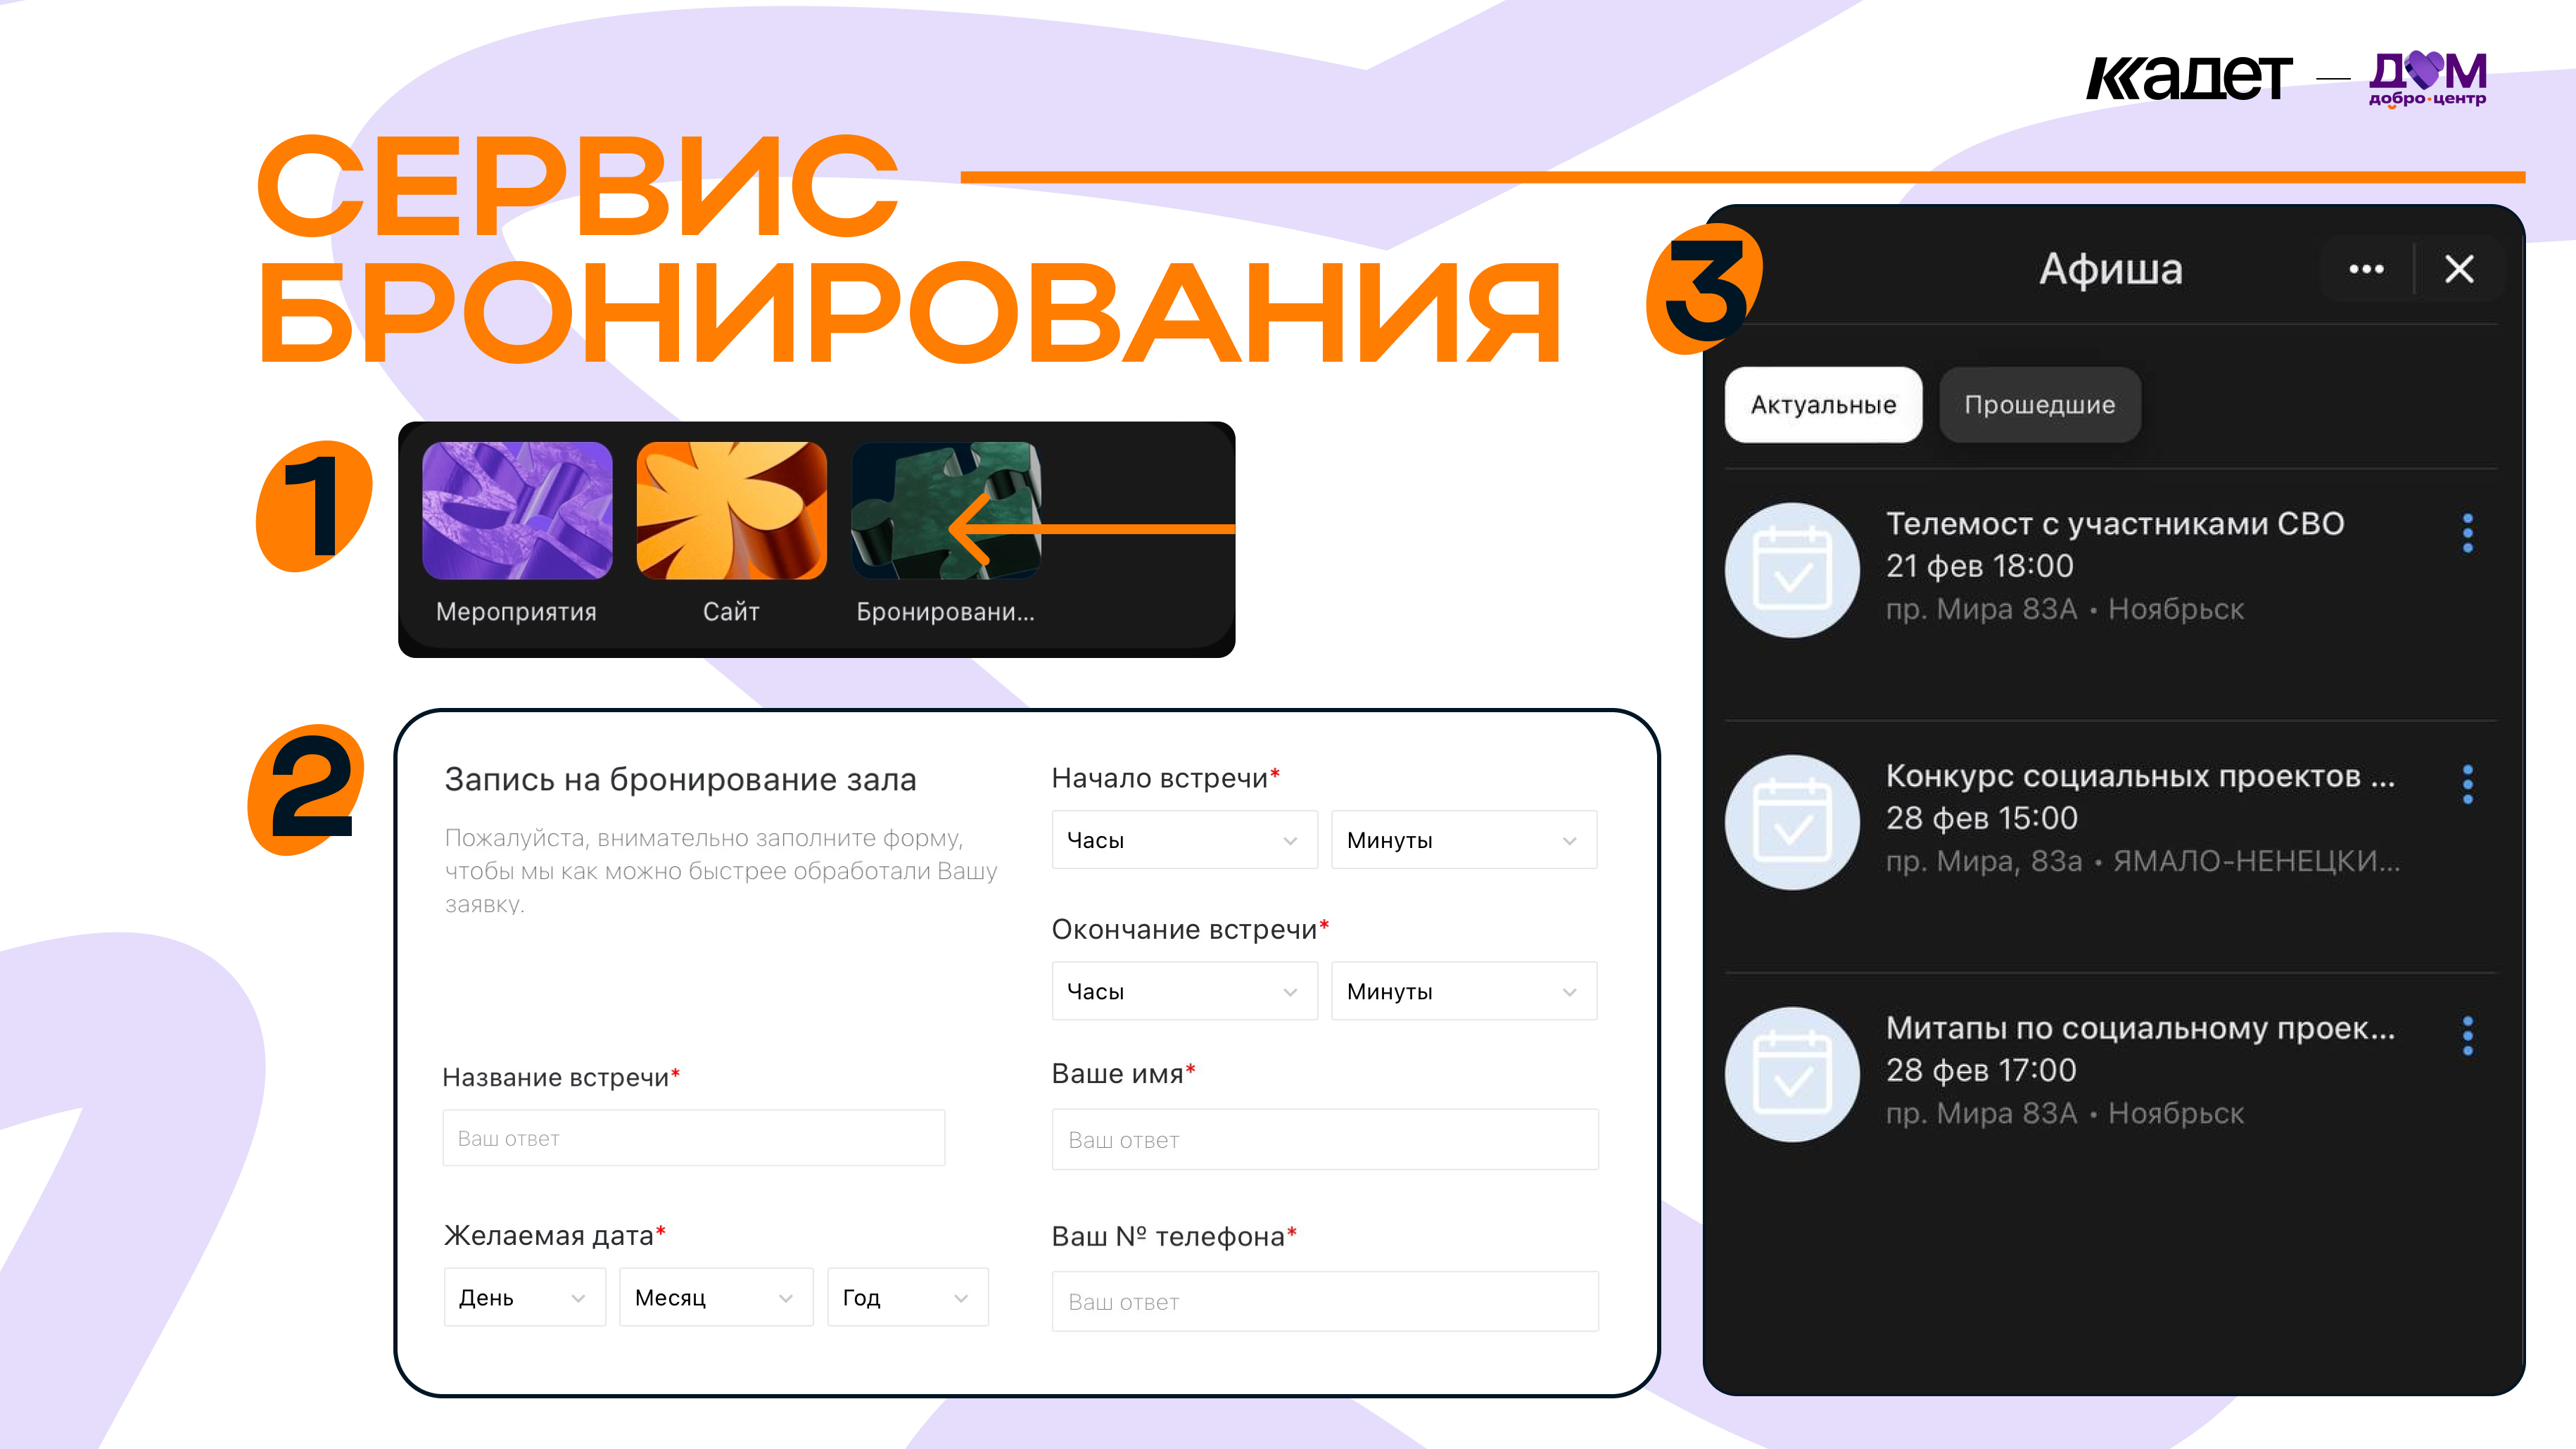 Kадет — ДОМ
добро·центр
СЕРВИС
БРОНИРОВАНИЯ
1
Мероприятия
Сайт
Бронировани...
2
Запись на бронирование зала
Пожалуйста, внимательно заполните форму,
чтобы мы как можно быстрее обработали Вашу
заявку.
Название встречи*
Ваш ответ
Желаемая дата*
День
Месяц
Год
Начало встречи*
Часы
Минуты
Окончание встречи*
Часы
Минуты
Ваше имя*
Ваш ответ
Ваш № телефона*
Ваш ответ
3
Афиша
Актуальные
Прошедшие
Телемост с участниками СВО
21 фев 18:00
пр. Мира 83А • Ноябрьск
Конкурс социальных проектов ...
28 фев 15:00
пр. Мира, 83а • ЯМАЛО-НЕНЕЦКИ...
Митапы по социальному проек...
28 фев 17:00
пр. Мира 83А • Ноябрьск